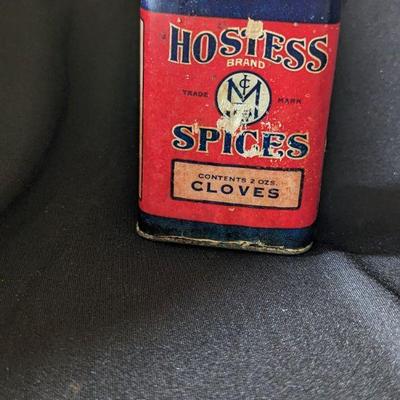 HOSTESS
BRAND
TRADE MARK
SPICES
CONTENTS 2 OZS.
CLOVES